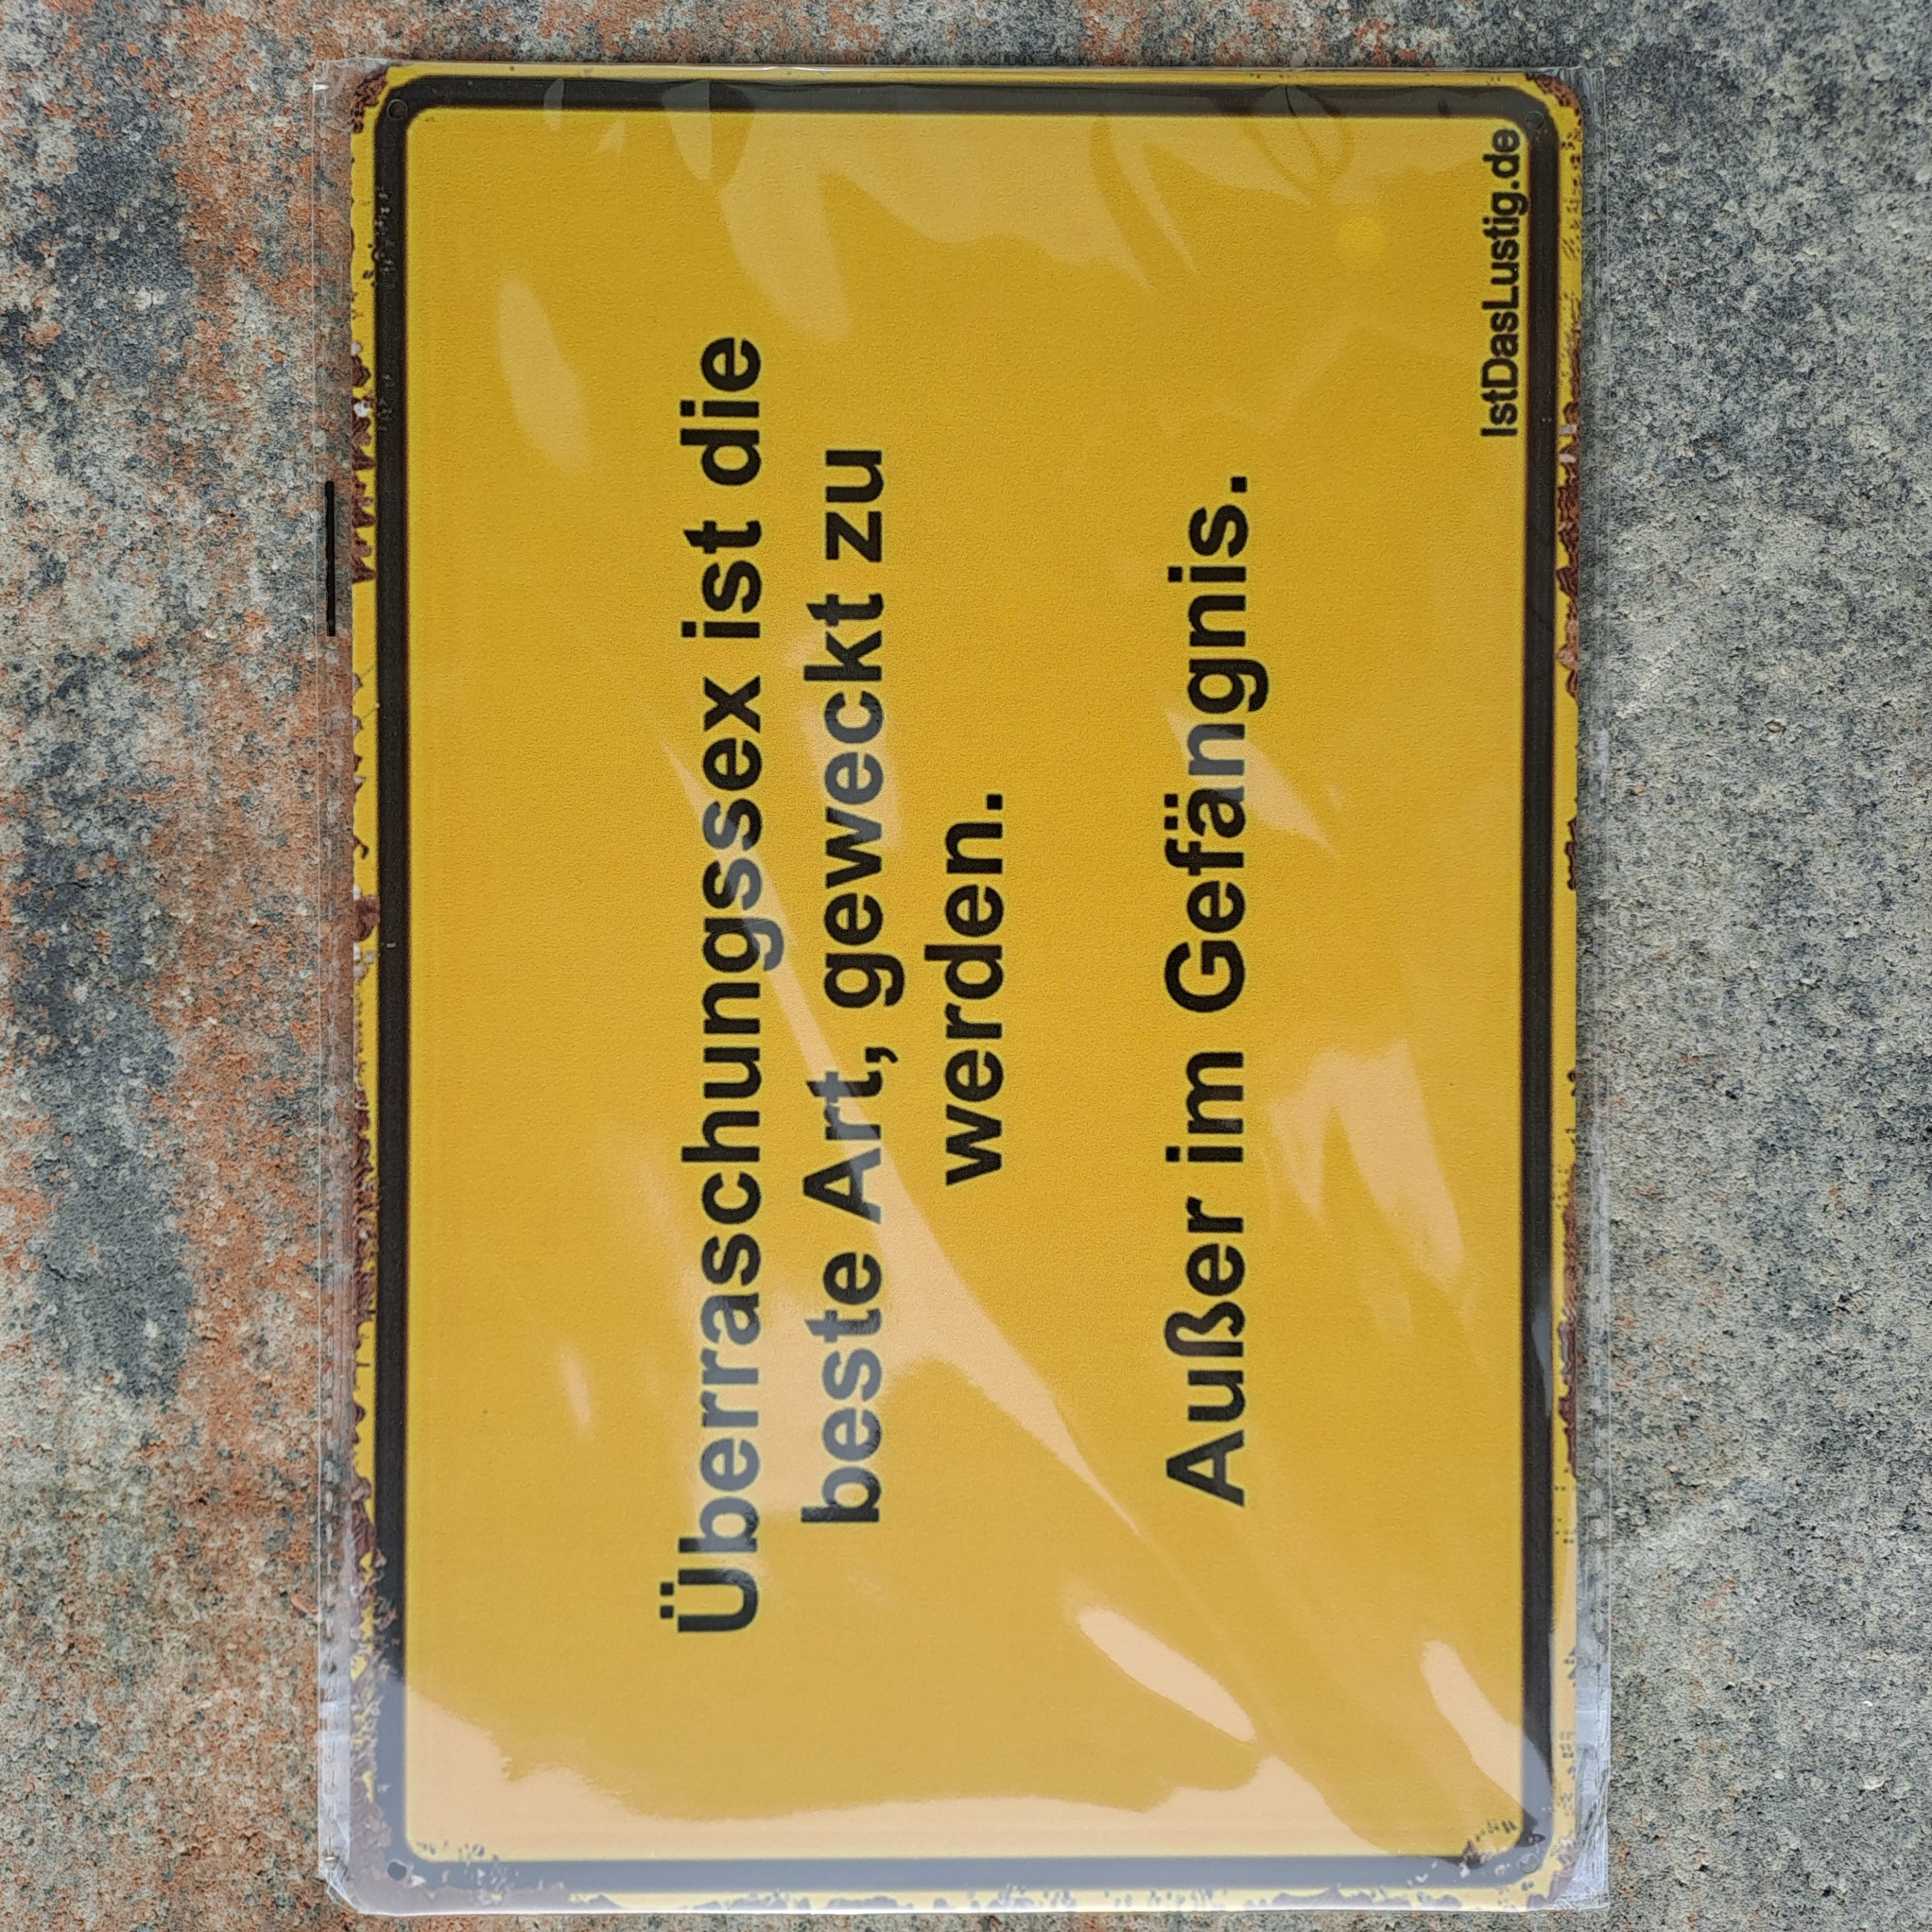 Überraschungssex ist die
beste Art, geweckt zu
werden.
Außer im Gefängnis.
IstDasLustig.de